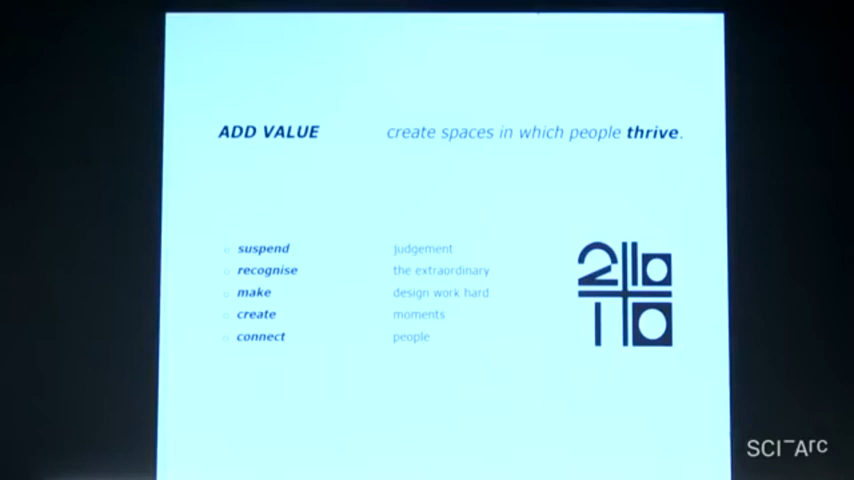 ADD VALUE create spaces in which people thrive.
○ suspend judgement
○ recognise the extraordinary
○ make design work hard
○ create moments
○ connect people
2010
SCI-Arc